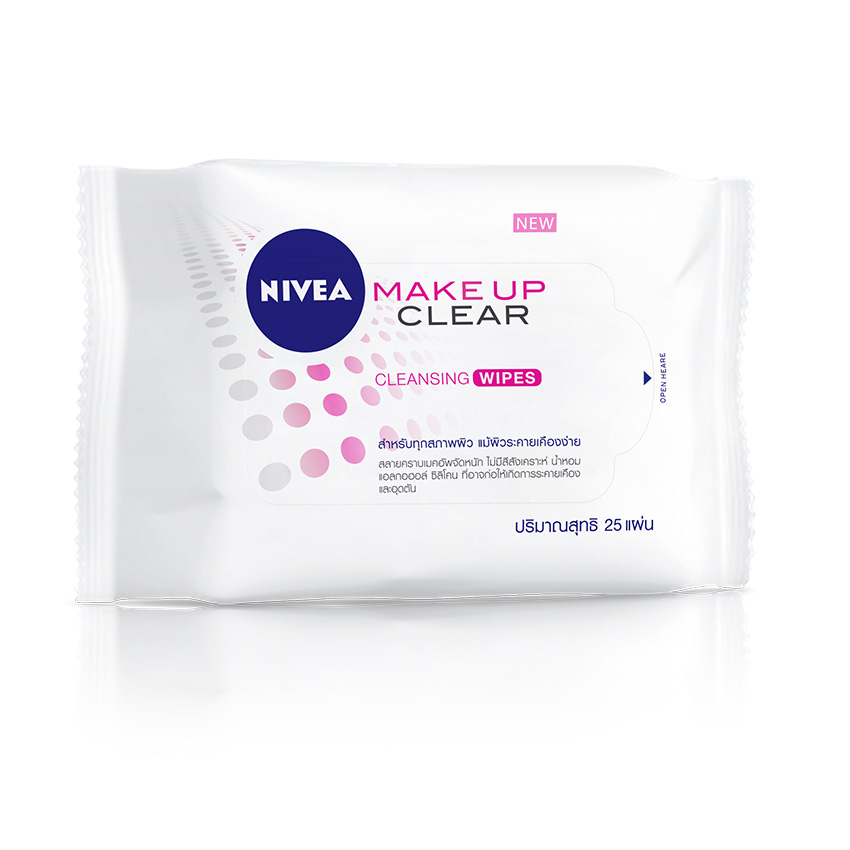 NEW
NIVEA
MAKE UP
CLEAR
CLEANSING WIPES
OPEN HEARE
สำหรับทุกสภาพผิว แม้ผิวระคายเคืองง่าย
สลายคราบเมคอัพจัดหนัก ไม่มีสีสังเคราะห์ น้ำหอม
แอลกอฮอล์ ซิลิโคน ที่อาจก่อให้เกิดการระคายเคือง
และอุดตัน
ปริมาณสุทธิ 25 แผ่น